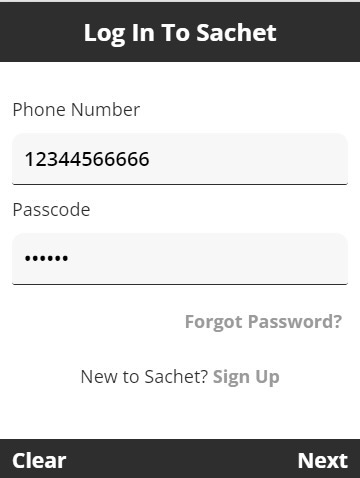 Log In To Sachet
Phone Number
12344566666
Passcode
••••••
Forgot Password?
New to Sachet? Sign Up
Clear Next